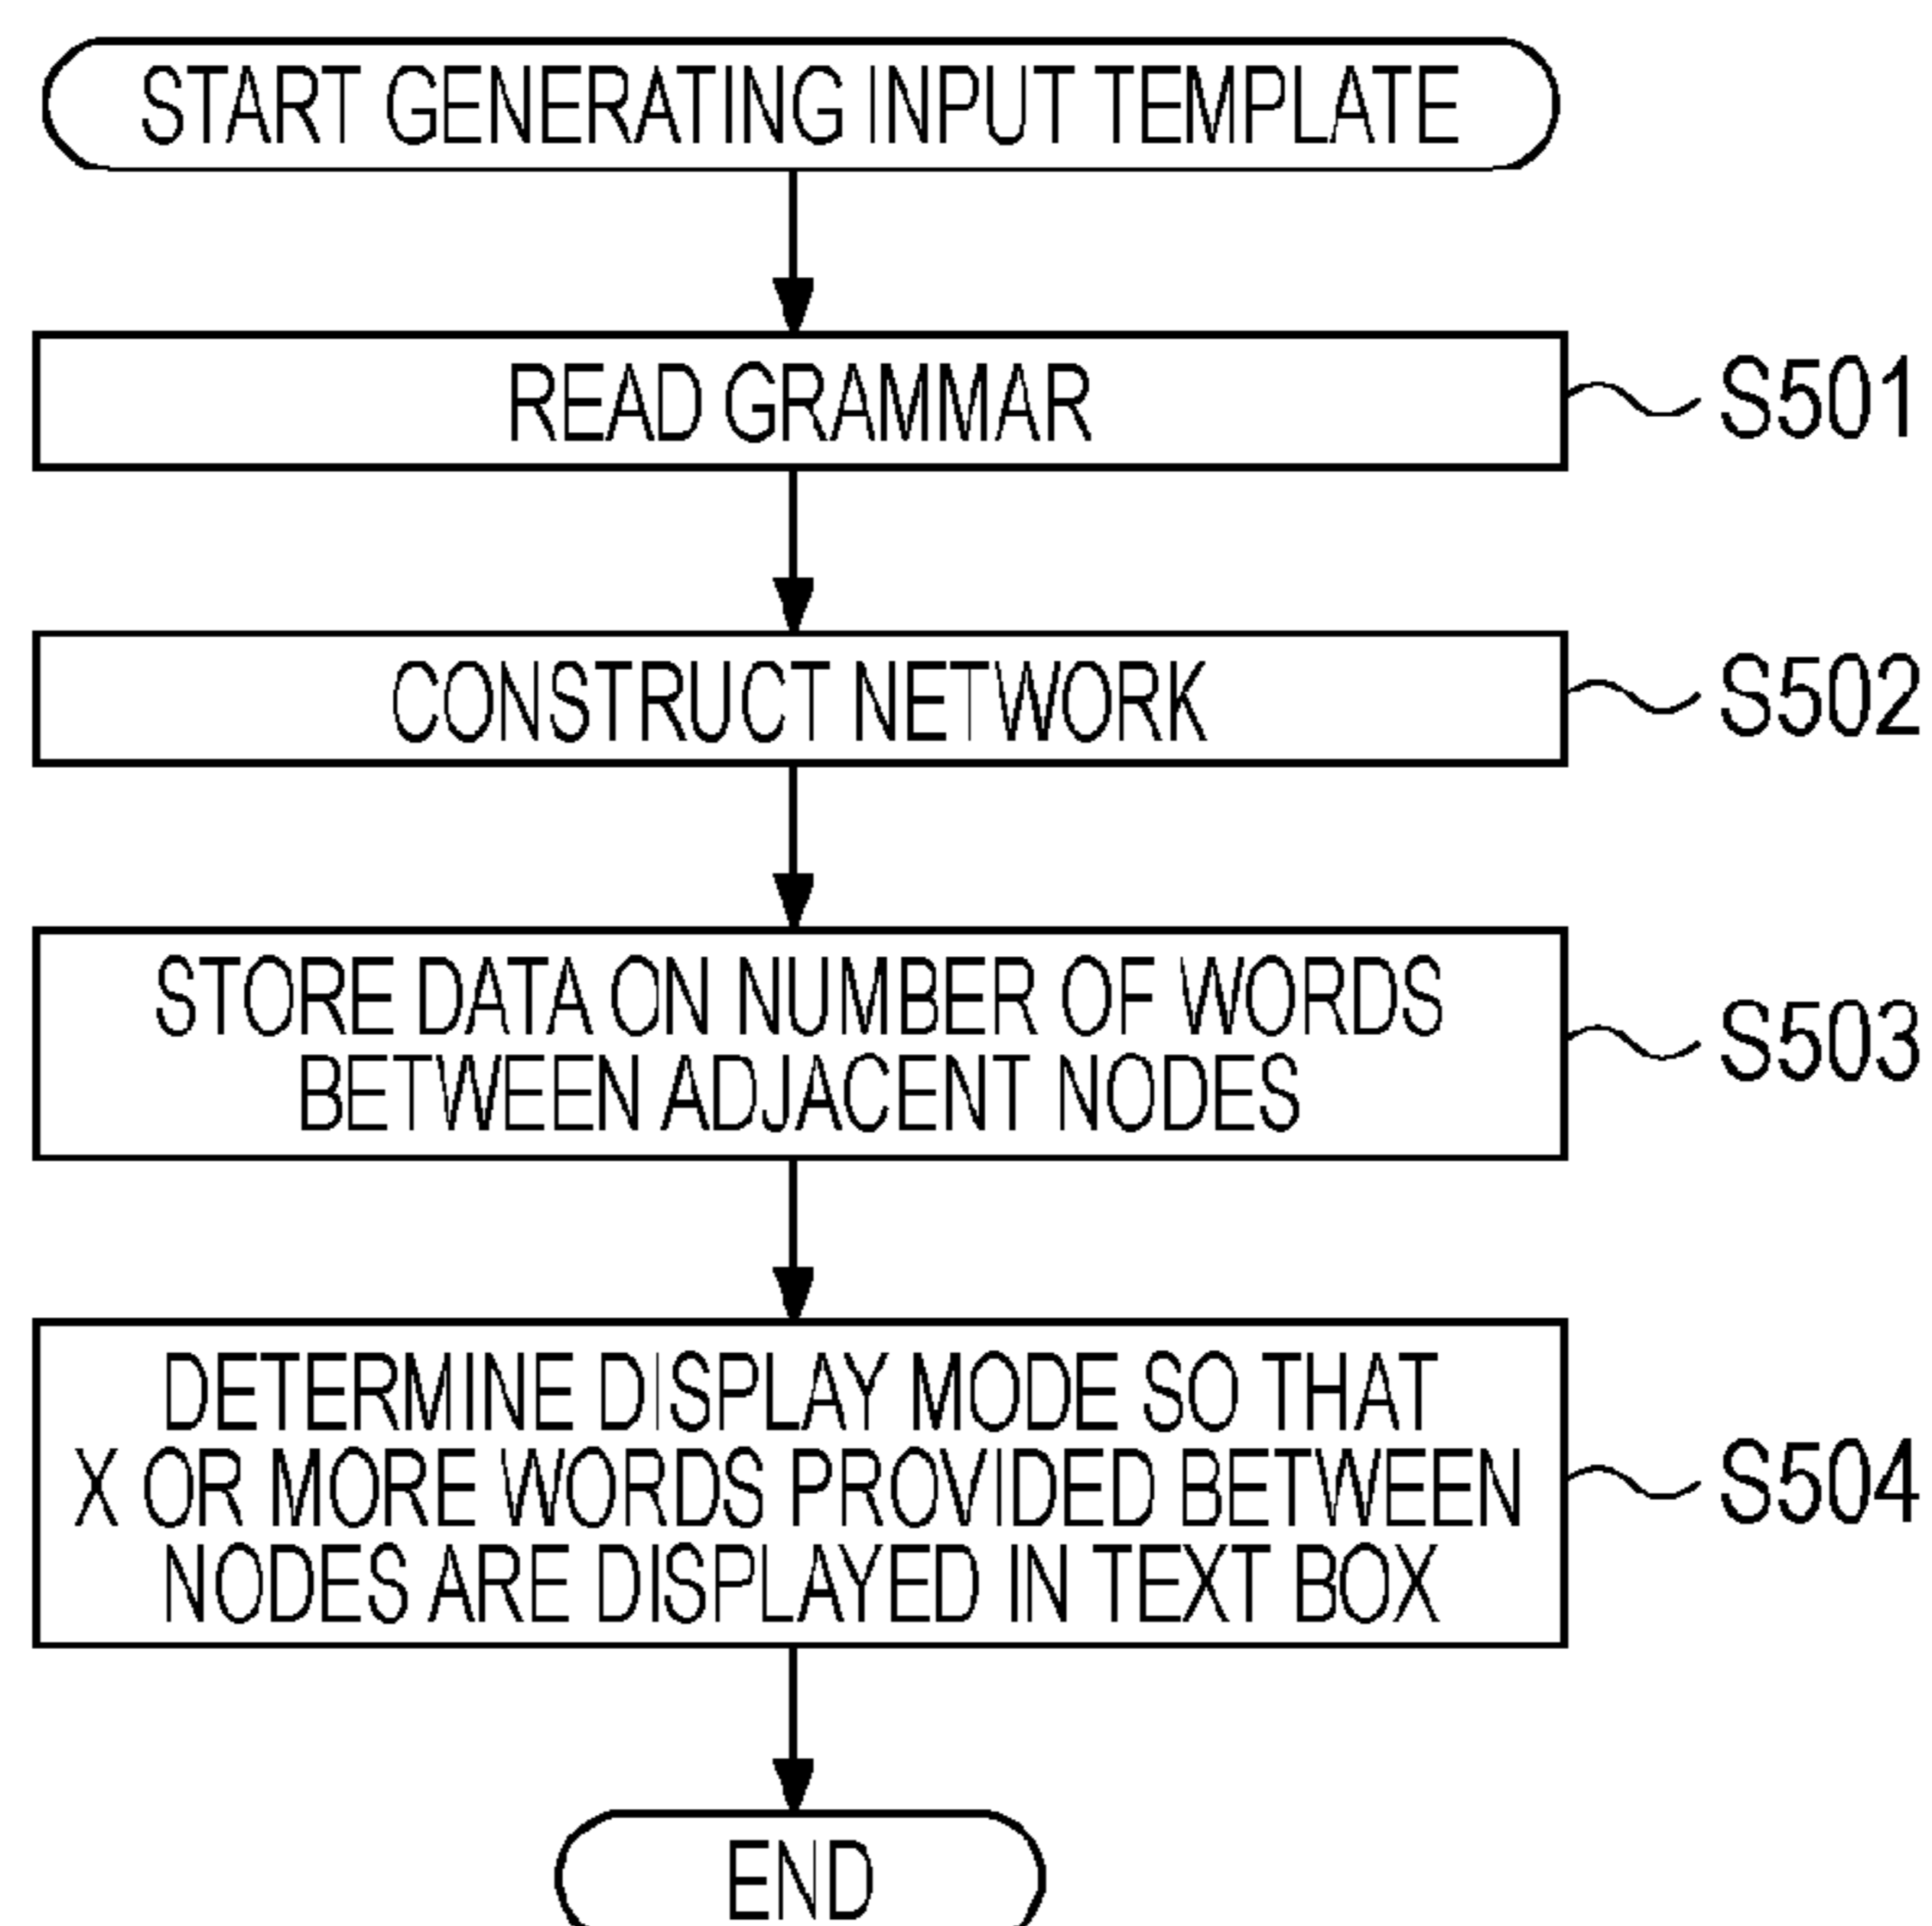 START GENERATING INPUT TEMPLATE
READ GRAMMAR
S501
CONSTRUCT NETWORK
S502
STORE DATA ON NUMBER OF WORDS
BETWEEN ADJACENT NODES
S503
DETERMINE DISPLAY MODE SO THAT
X OR MORE WORDS PROVIDED BETWEEN
NODES ARE DISPLAYED IN TEXT BOX
S504
END